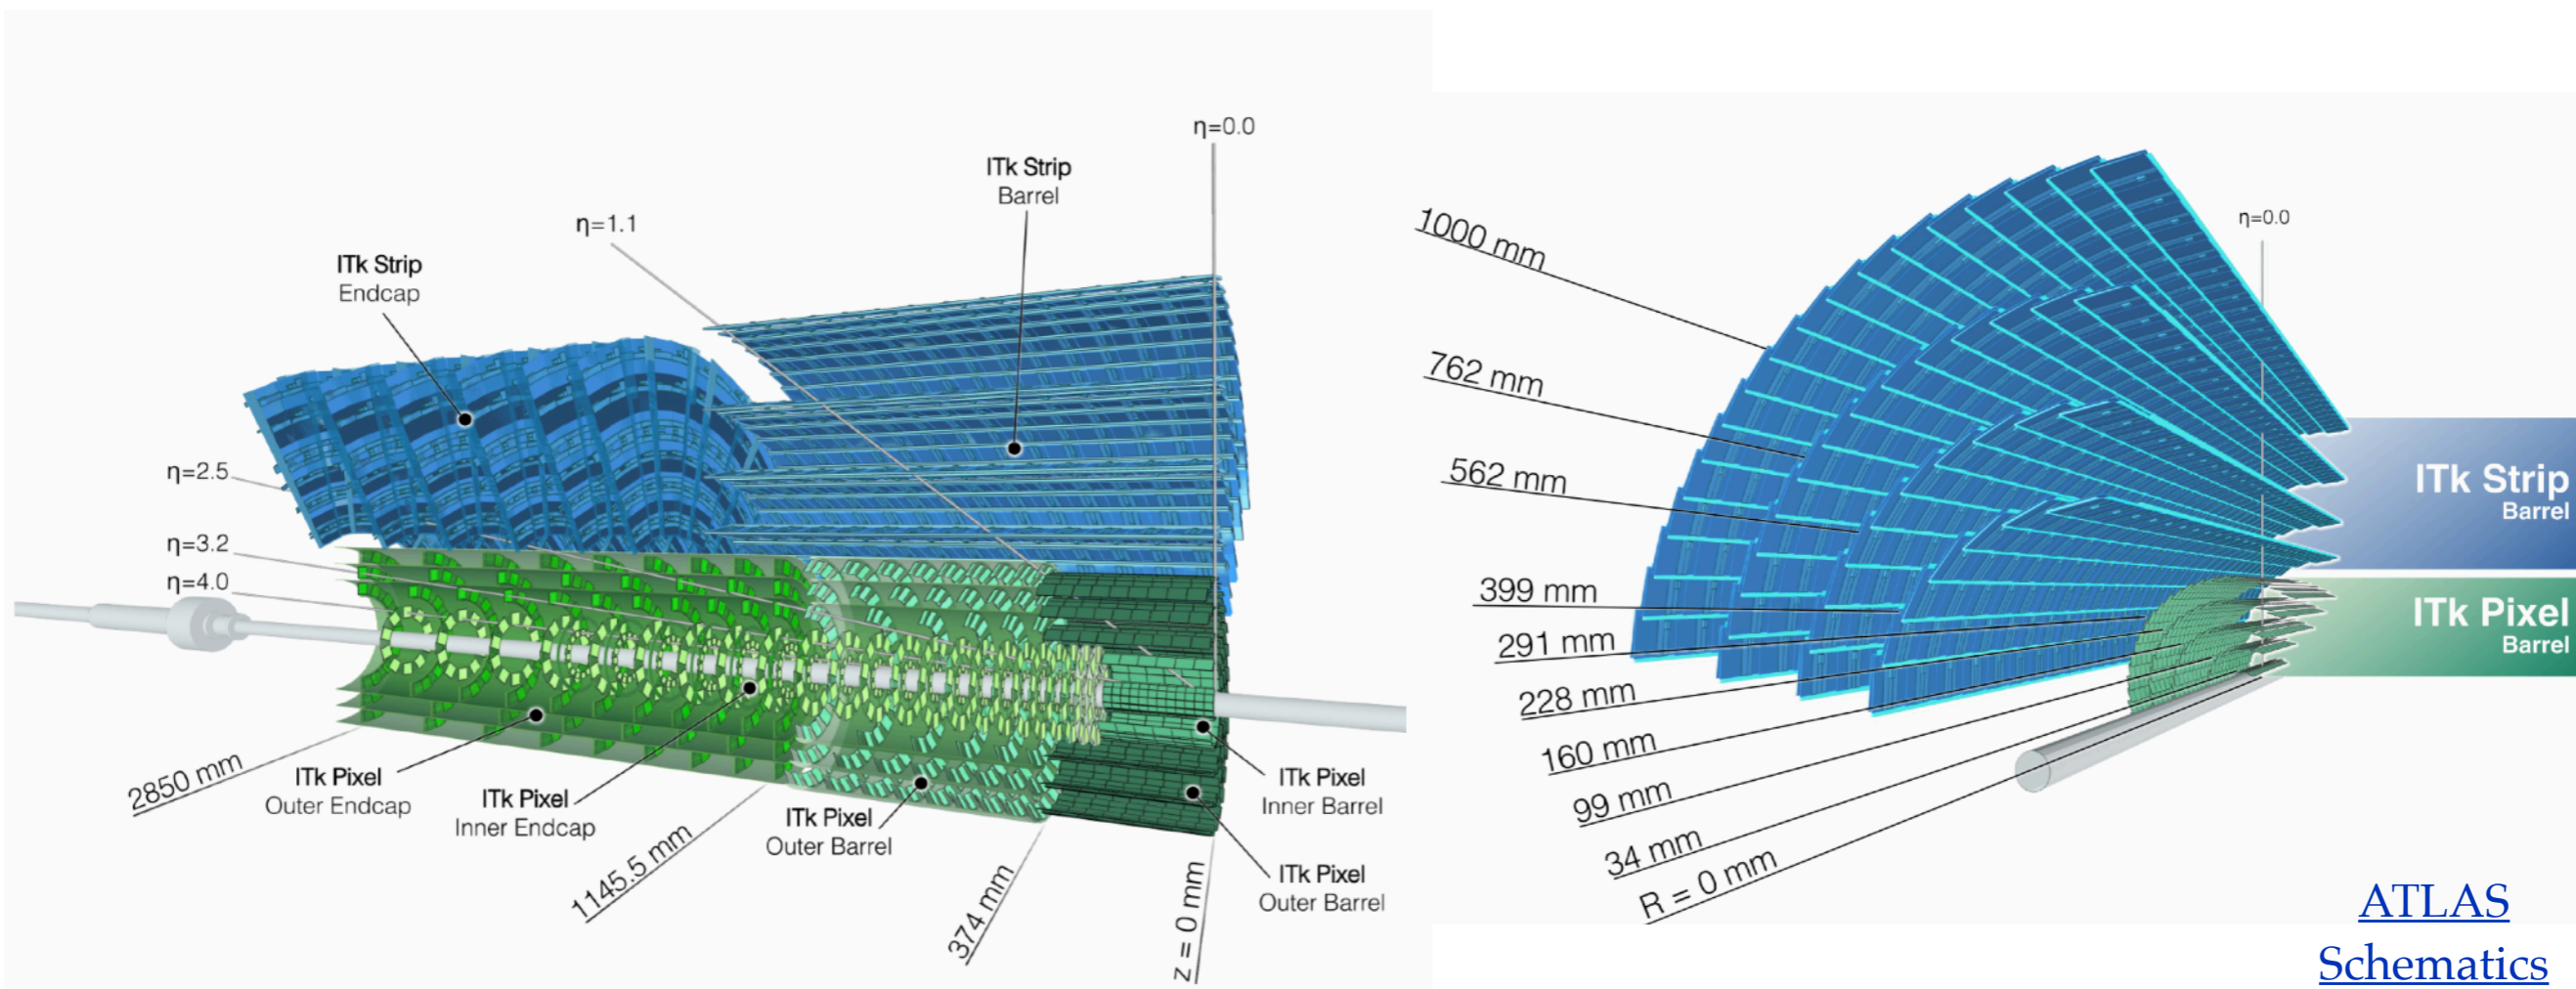 η=0.0
ITk Strip
Barrel
η=1.1
ITk Strip
Endcap
η=2.5
η=3.2
η=4.0
2850 mm
ITk Pixel
Outer Endcap
ITk Pixel
Inner Endcap
1145.5 mm
ITk Pixel
Outer Barrel
374 mm
z = 0 mm
ITk Pixel
Inner Barrel
ITk Pixel
Outer Barrel
η=0.0
1000 mm
762 mm
562 mm
399 mm
291 mm
228 mm
160 mm
99 mm
34 mm
R = 0 mm
ITk Strip
Barrel
ITk Pixel
Barrel
ATLAS
Schematics